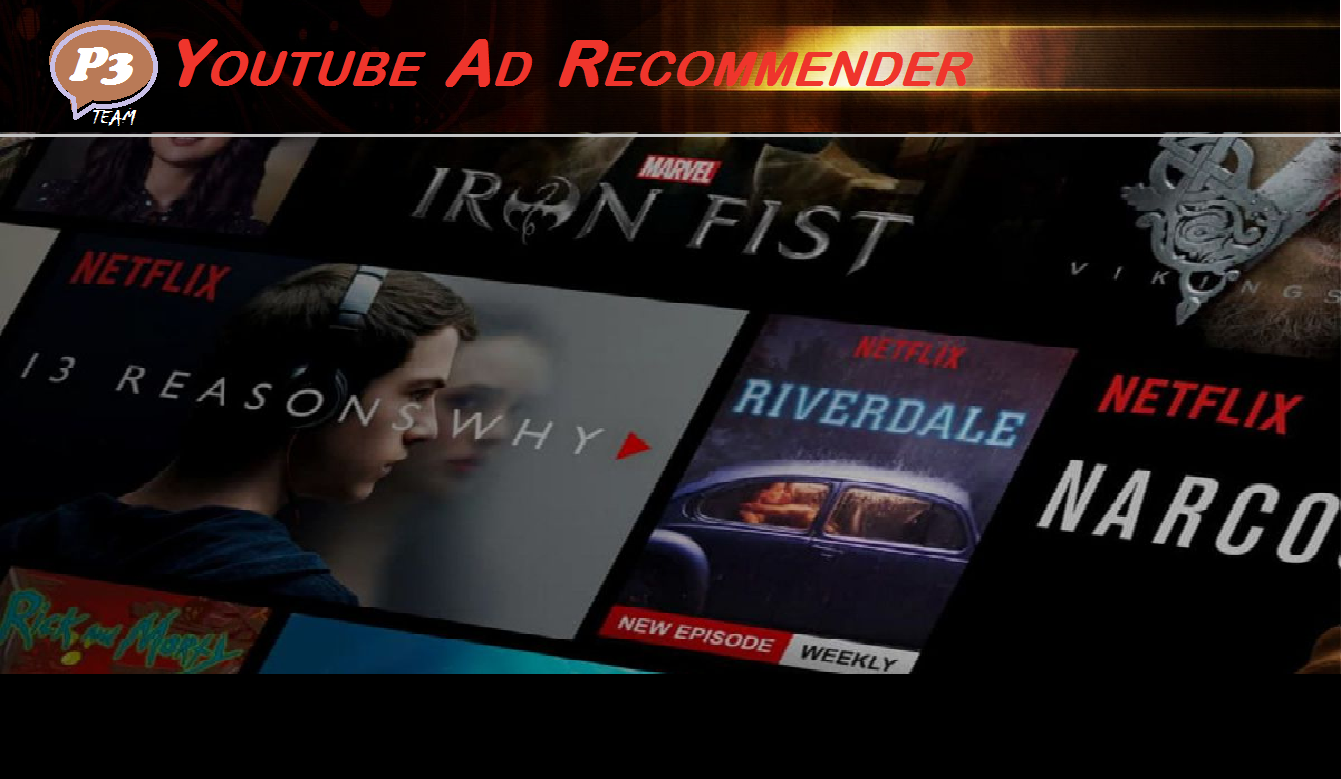 P3
TEAM
YOUTUBE AD RECOMMENDER
MARVEL
IRON FIST
VIKINGS
NETFLIX
13 REASONS WHY
NETFLIX
RIVERDALE
NEW EPISODE
WEEKLY
NETFLIX
NARCO
Rick and Morty